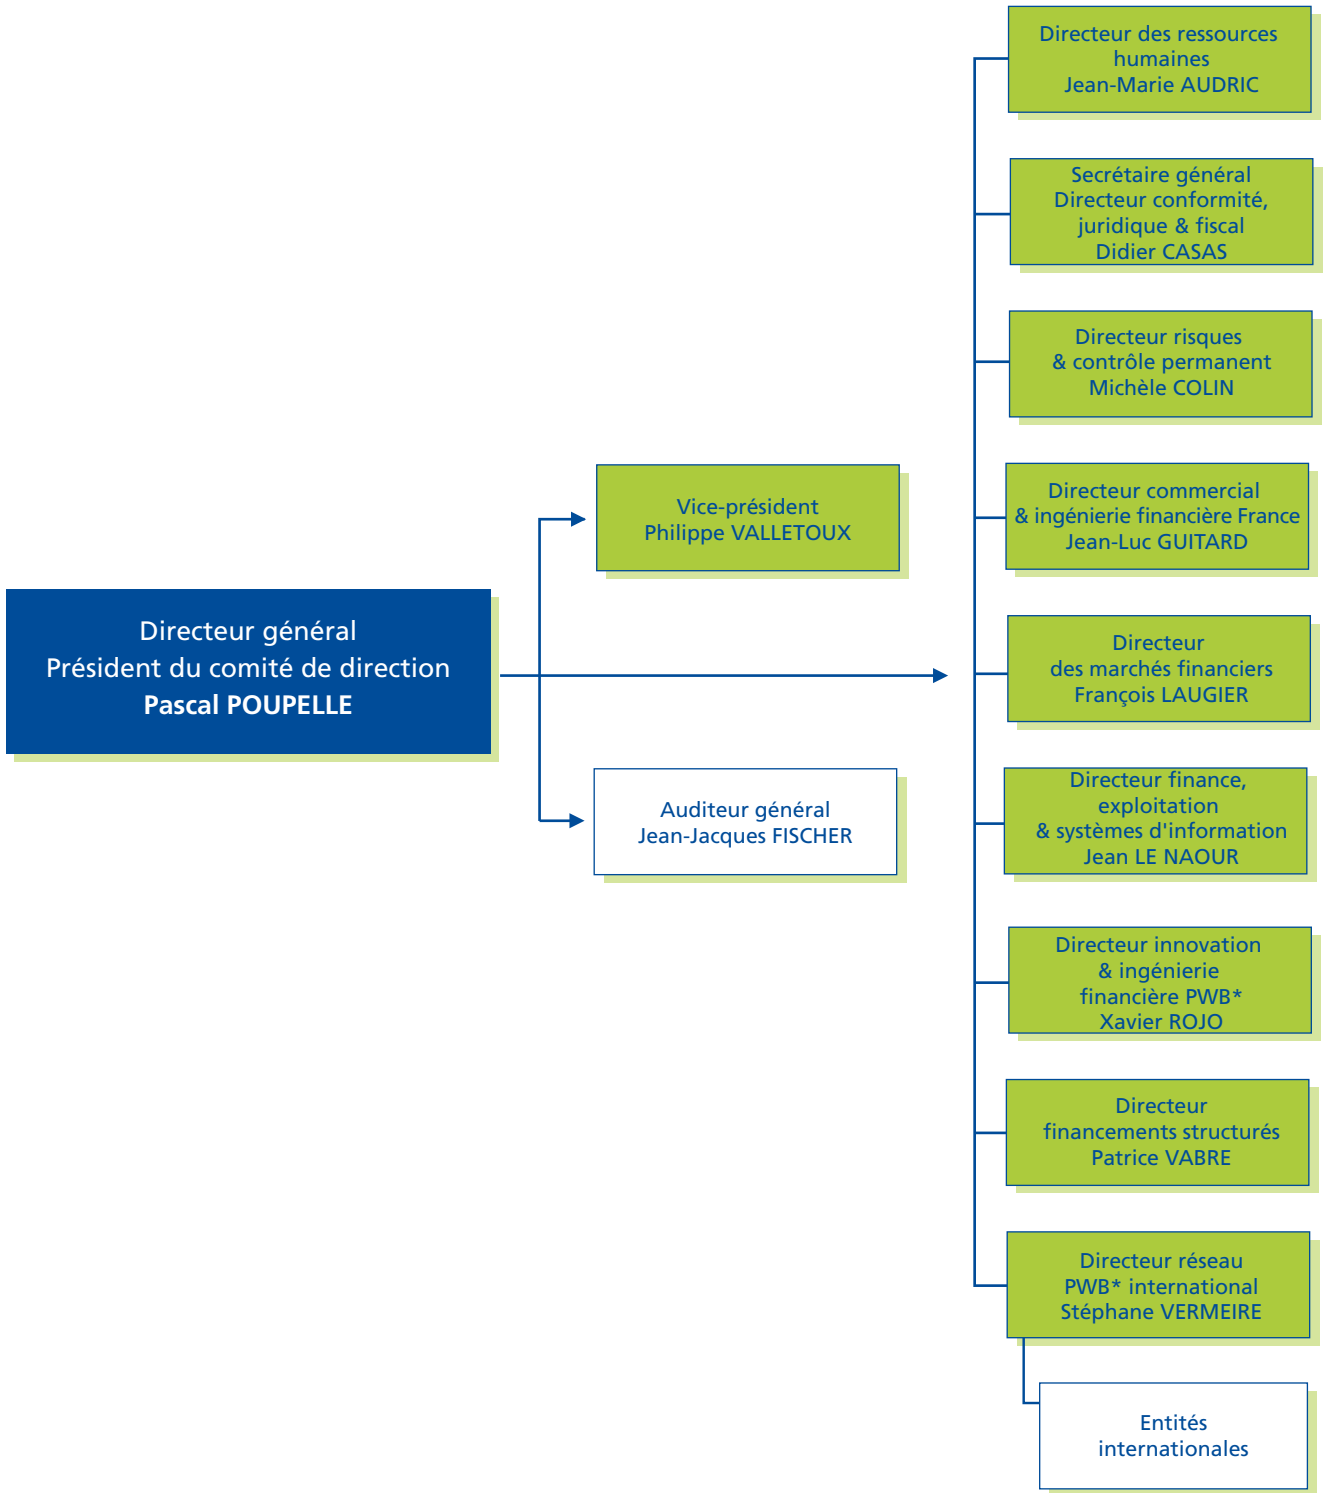 Directeur général
Président du comité de direction
Pascal POUPELLE
Vice-président
Philippe VALLETOUX
Auditeur général
Jean-Jacques FISCHER
Directeur des ressources
humaines
Jean-Marie AUDRIC
Secrétaire général
Directeur conformité,
juridique & fiscal
Didier CASAS
Directeur risques
& contrôle permanent
Michèle COLIN
Directeur commercial
& ingénierie financière France
Jean-Luc GUITARD
Directeur
des marchés financiers
François LAUGIER
Directeur finance,
exploitation
& systèmes d'information
Jean LE NAOUR
Directeur innovation
& ingénierie
financière PWB*
Xavier ROJO
Directeur
financements structurés
Patrice VABRE
Directeur réseau
PWB* international
Stéphane VERMEIRE
Entités
internationales